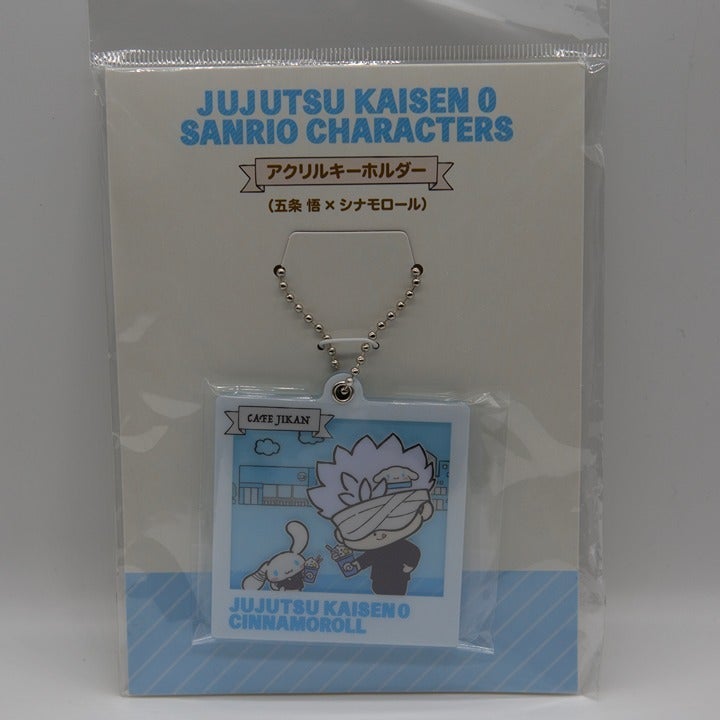 JUJUTSU KAISEN 0
SANRIO CHARACTERS
アクリルキーホルダー
（五条 悟×シナモロール）
CAFE JIKAN
JUJUTSU KAISEN 0
CINNAMOROLL